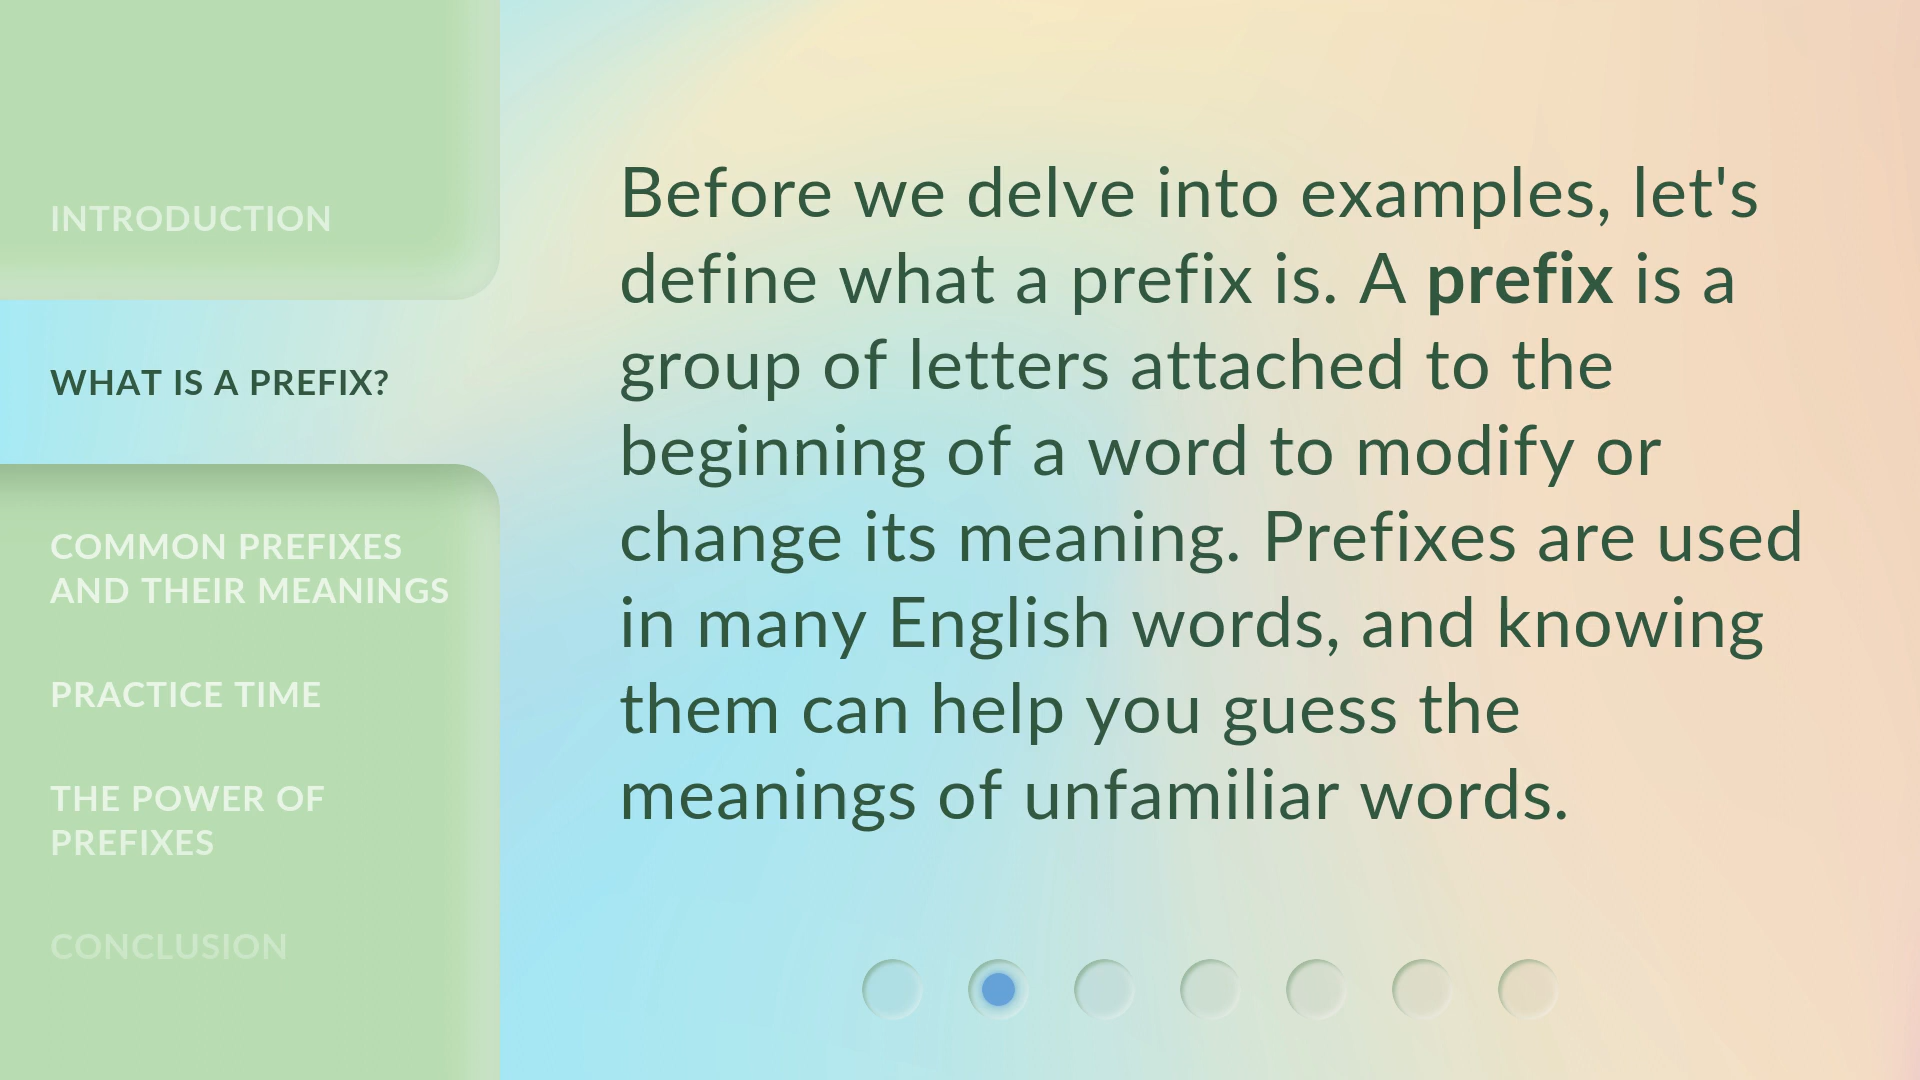 INTRODUCTION
WHAT IS A PREFIX?
COMMON PREFIXES
AND THEIR MEANINGS
PRACTICE TIME
THE POWER OF
PREFIXES
CONCLUSION
Before we delve into examples, let's
define what a prefix is. A prefix is a
group of letters attached to the
beginning of a word to modify or
change its meaning. Prefixes are used
in many English words, and knowing
them can help you guess the
meanings of unfamiliar words.